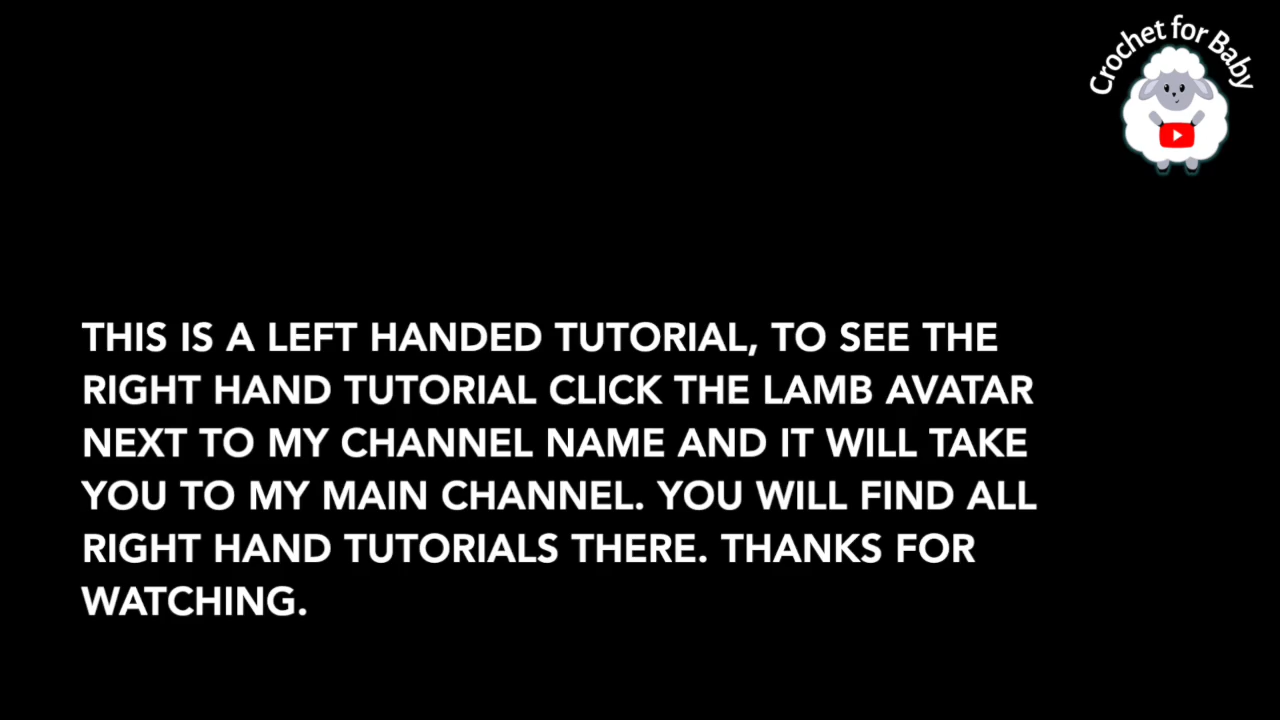 Crochet for Baby
THIS IS A LEFT HANDED TUTORIAL, TO SEE THE
RIGHT HAND TUTORIAL CLICK THE LAMB AVATAR
NEXT TO MY CHANNEL NAME AND IT WILL TAKE
YOU TO MY MAIN CHANNEL. YOU WILL FIND ALL
RIGHT HAND TUTORIALS THERE. THANKS FOR
WATCHING.